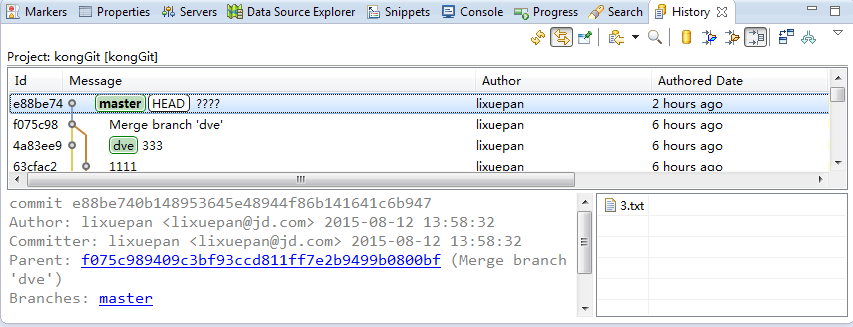 Markers Properties Servers Data Source Explorer Snippets Console Progress Search History
Project: kongGit [kongGit]
Id Message Author Authored Date
e88be74 master HEAD ???? lixuepan 2 hours ago
f075c98 Merge branch 'dve' lixuepan 6 hours ago
4a83ee9 dve 333 lixuepan 6 hours ago
63cfac2 1111 lixuepan 6 hours ago
commit e88be740b148953645e48944f86b141641c6b947
Author: lixuepan <lixuepan@jd.com> 2015-08-12 13:58:32
Committer: lixuepan <lixuepan@jd.com> 2015-08-12 13:58:32
Parent: f075c989409c3bf93ccd811ff7e2b9499b0800bf (Merge branch
'dve')
Branches: master
3.txt